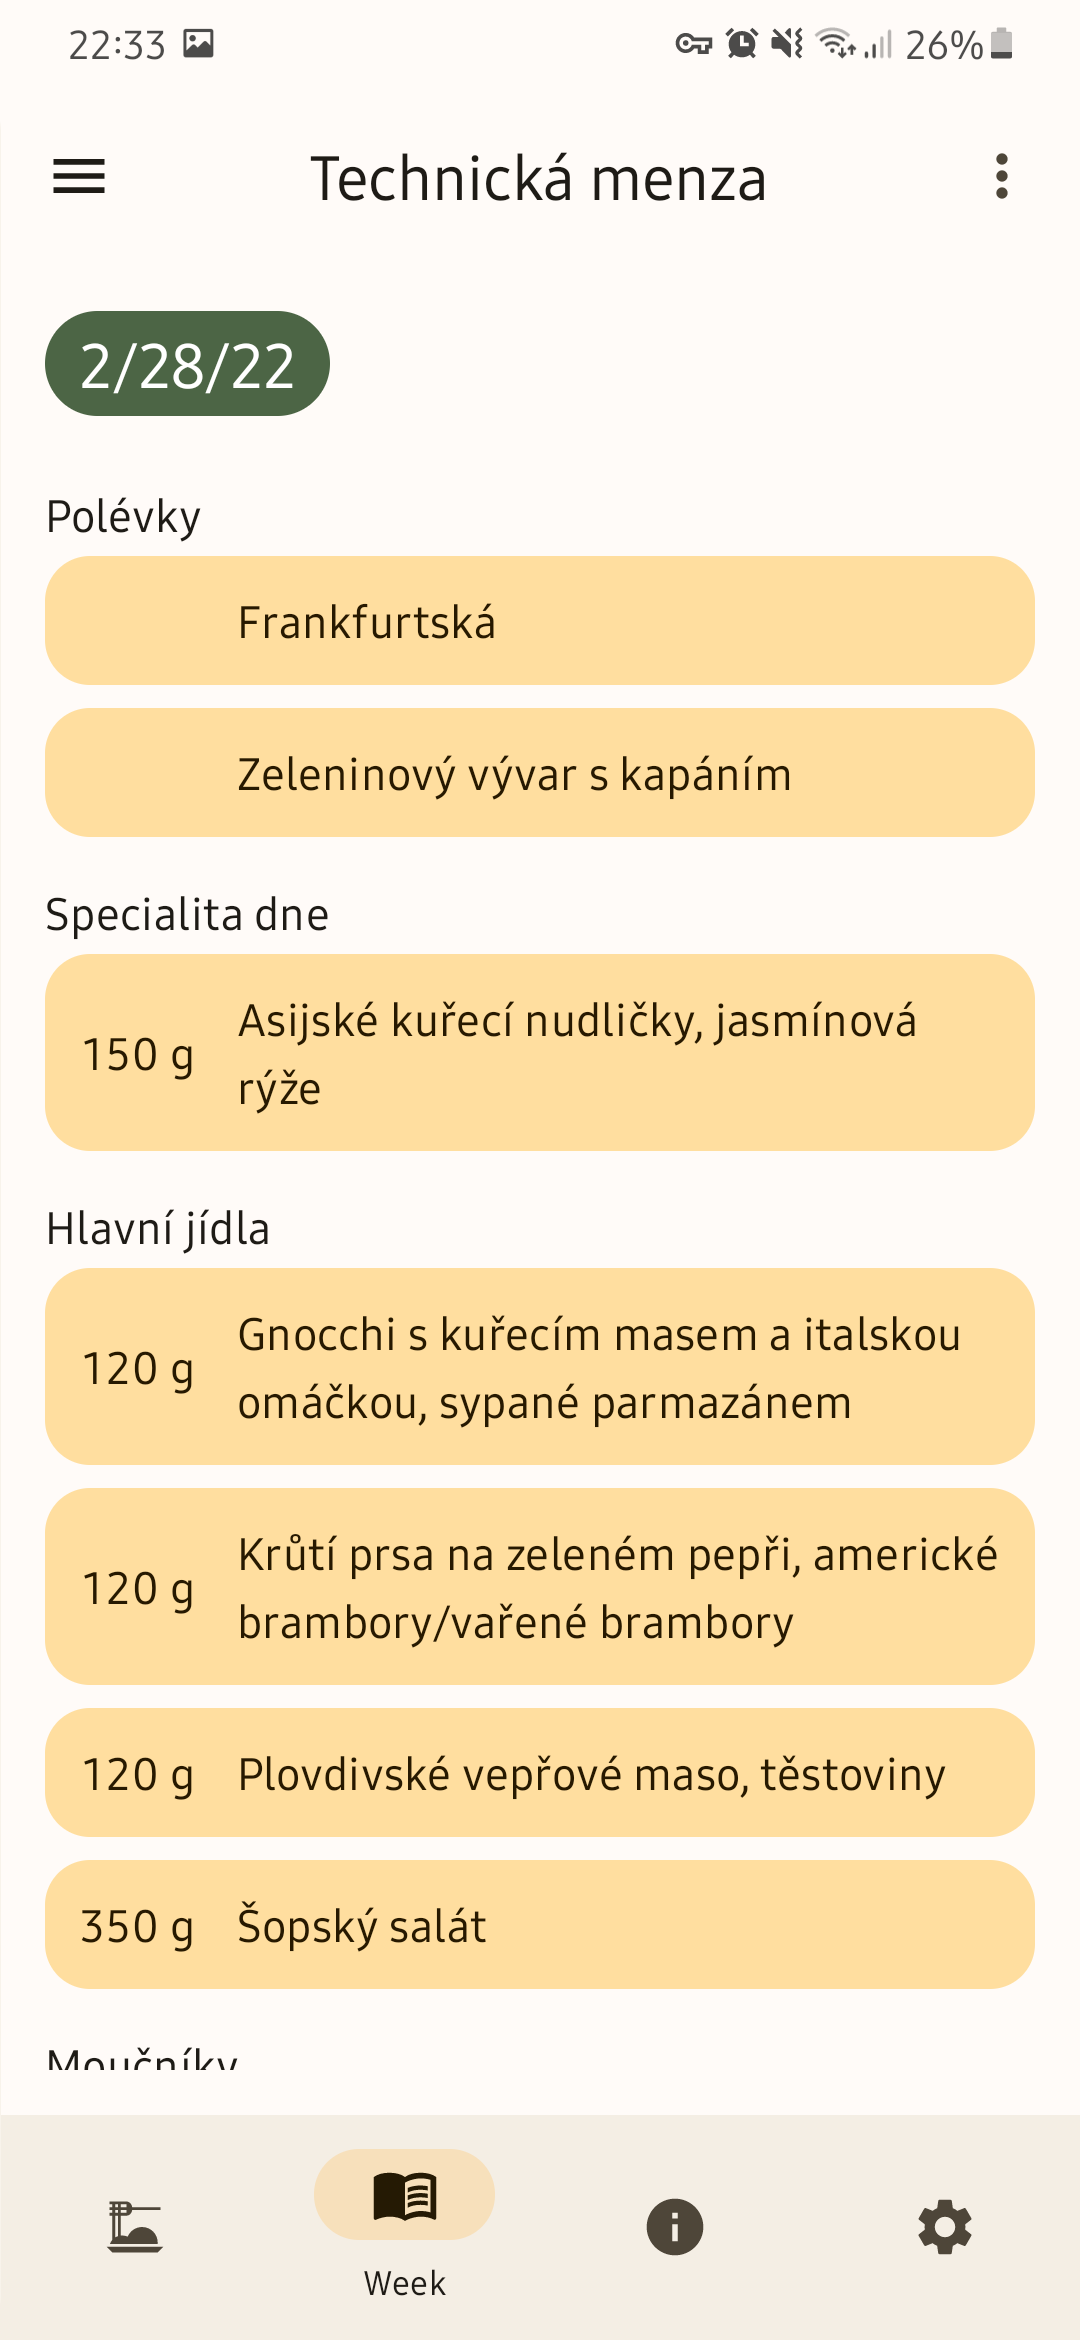 22:33
26%
Technická menza
2/28/22
Polévky
Frankfurtská
Zeleninový vývar s kapáním
Specialita dne
150 g
Asijské kuřecí nudličky, jasmínová
rýže
Hlavní jídla
120 g
Gnocchi s kuřecím masem a italskou
omáčkou, sypané parmazánem
120 g
Krůtí prsa na zeleném pepři, americké
brambory/vařené brambory
120 g
Plovdivské vepřové maso, těstoviny
350 g
Šopský salát
Moučníky
Week